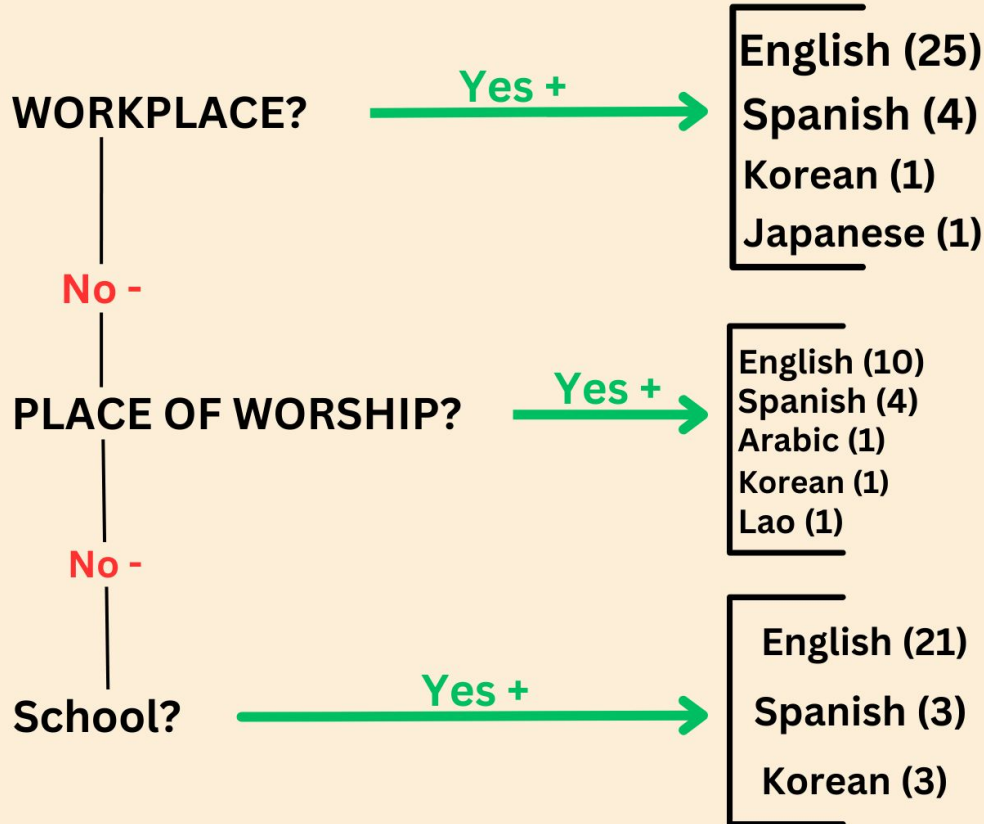 WORKPLACE?
Yes +
English (25)
Spanish (4)
Korean (1)
Japanese (1)
No -
PLACE OF WORSHIP?
Yes +
English (10)
Spanish (4)
Arabic (1)
Korean (1)
Lao (1)
No -
School?
Yes +
English (21)
Spanish (3)
Korean (3)